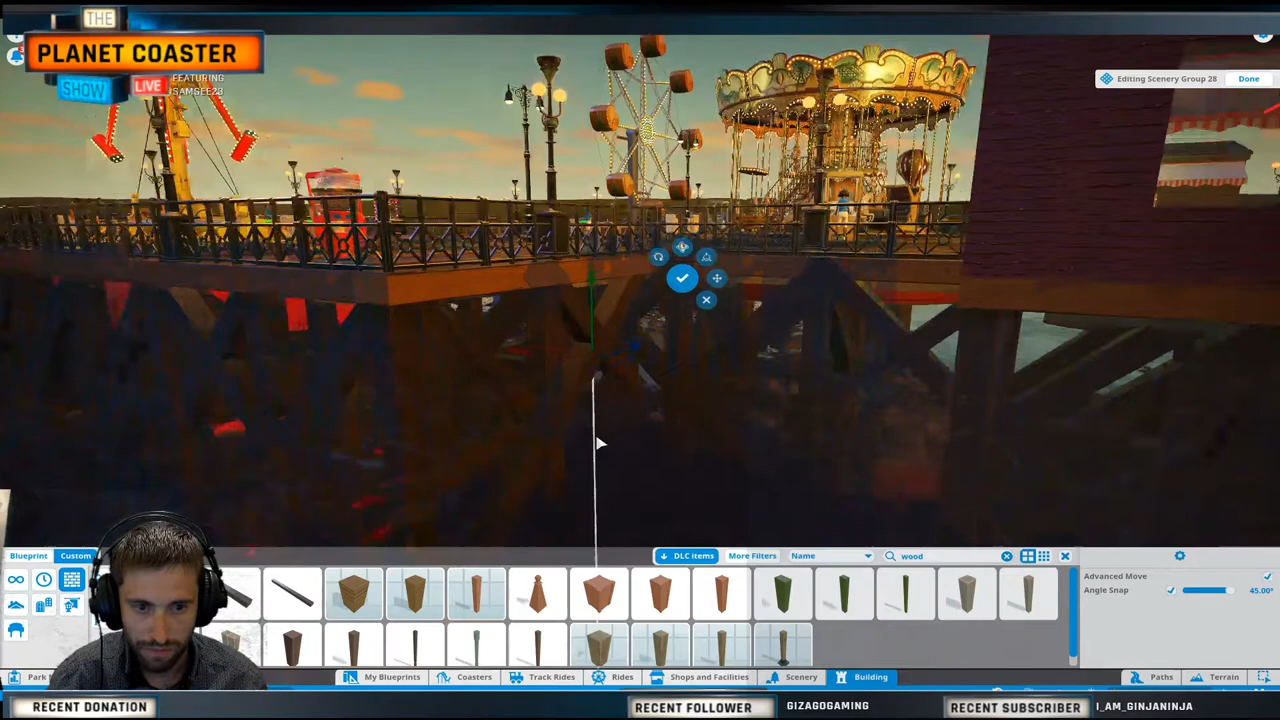 THE
PLANET COASTER
SHOW
LIVE
FEATURING
ISAMGEE23
Editing Scenery Group 28
Done
Blueprint
Custom
DLC items
More Filters
Name
wood
Advanced Move
Angle Snap
45.00°
Park
My Blueprints
Coasters
Track Rides
Rides
Shops and Facilities
Scenery
Building
Paths
Terrain
RECENT DONATION
RECENT FOLLOWER
GIZAGOGAMING
RECENT SUBSCRIBER
I_AM_GINJANINJA